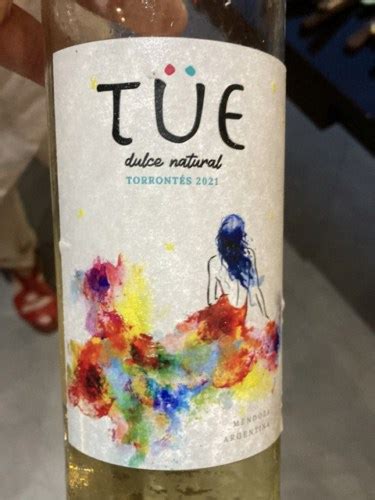 TÜE
dulce natural
TORRONTÉS 2021
MENDOZA
ARGENTINA